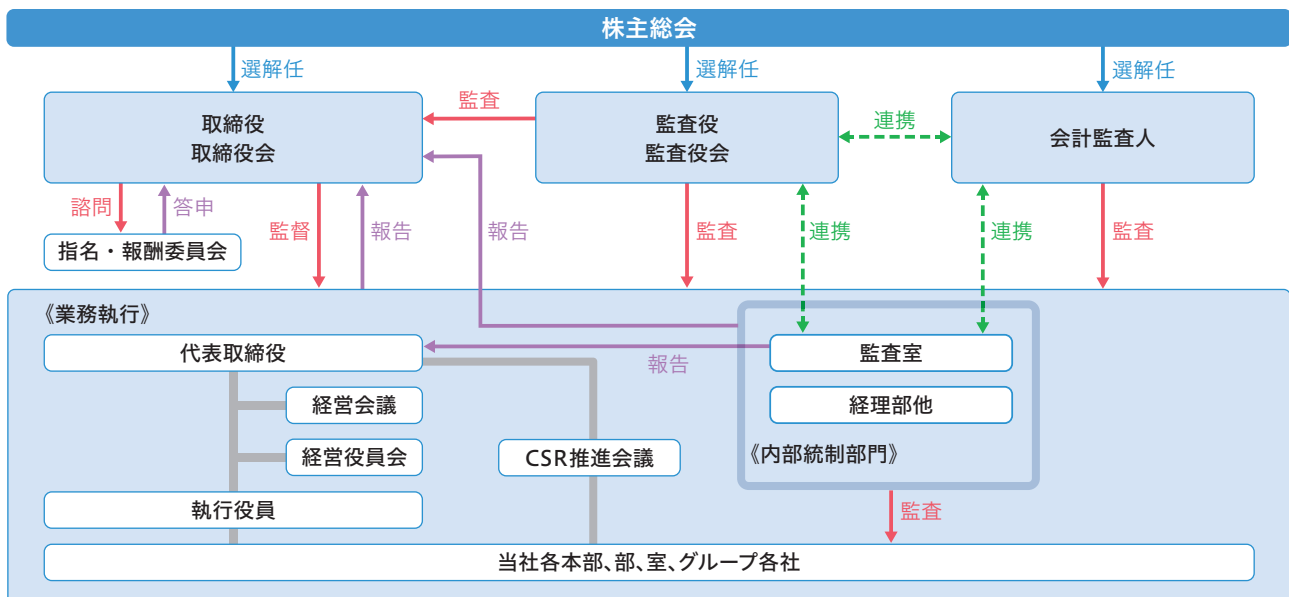 株主総会
選解任
選解任
選解任
取締役
取締役会
監査
監査役
監査役会
連携
会計監査人
諮問
答申
監督
報告
報告
監査
連携
連携
監査
指名・報酬委員会
《業務執行》
代表取締役
報告
監査室
経営会議
経理部他
経営役員会
CSR推進会議
《内部統制部門》
執行役員
監査
当社各本部、部、室、グループ各社